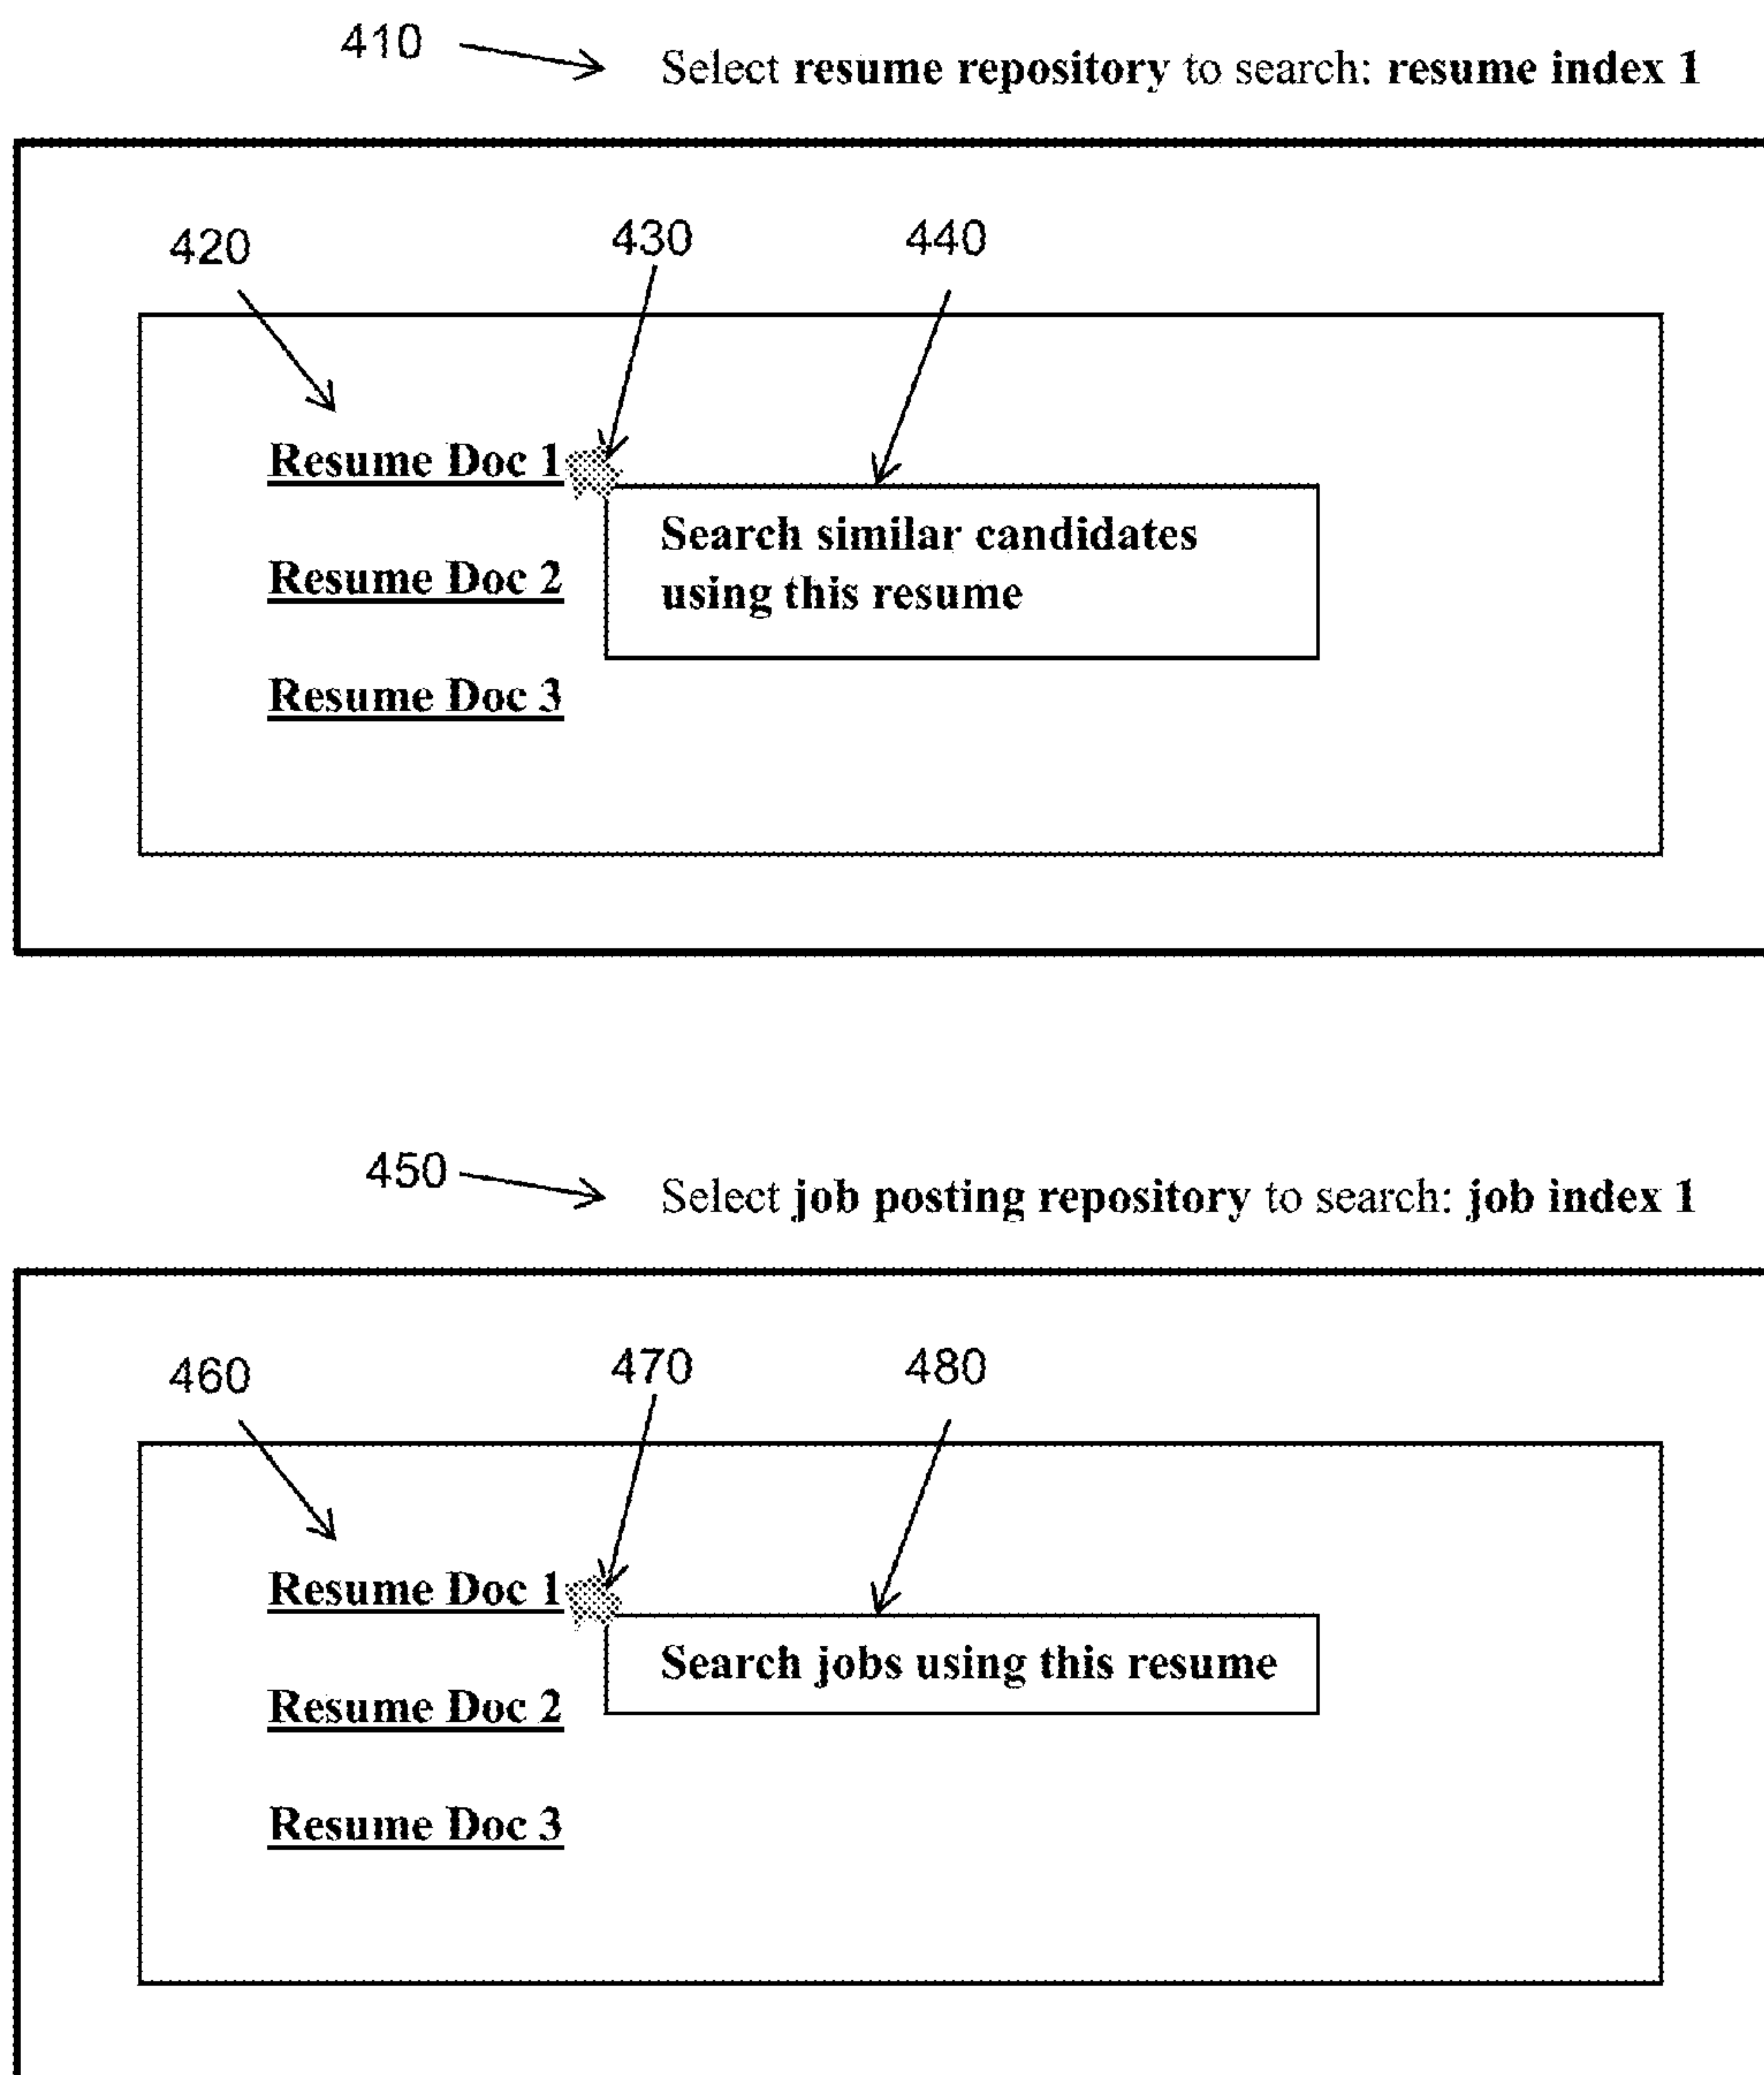 410
Select resume repository to search: resume index 1
420
430
440
Resume Doc 1
Search similar candidates
using this resume
Resume Doc 2
Resume Doc 3
450
Select job posting repository to search: job index 1
460
470
480
Resume Doc 1
Search jobs using this resume
Resume Doc 2
Resume Doc 3